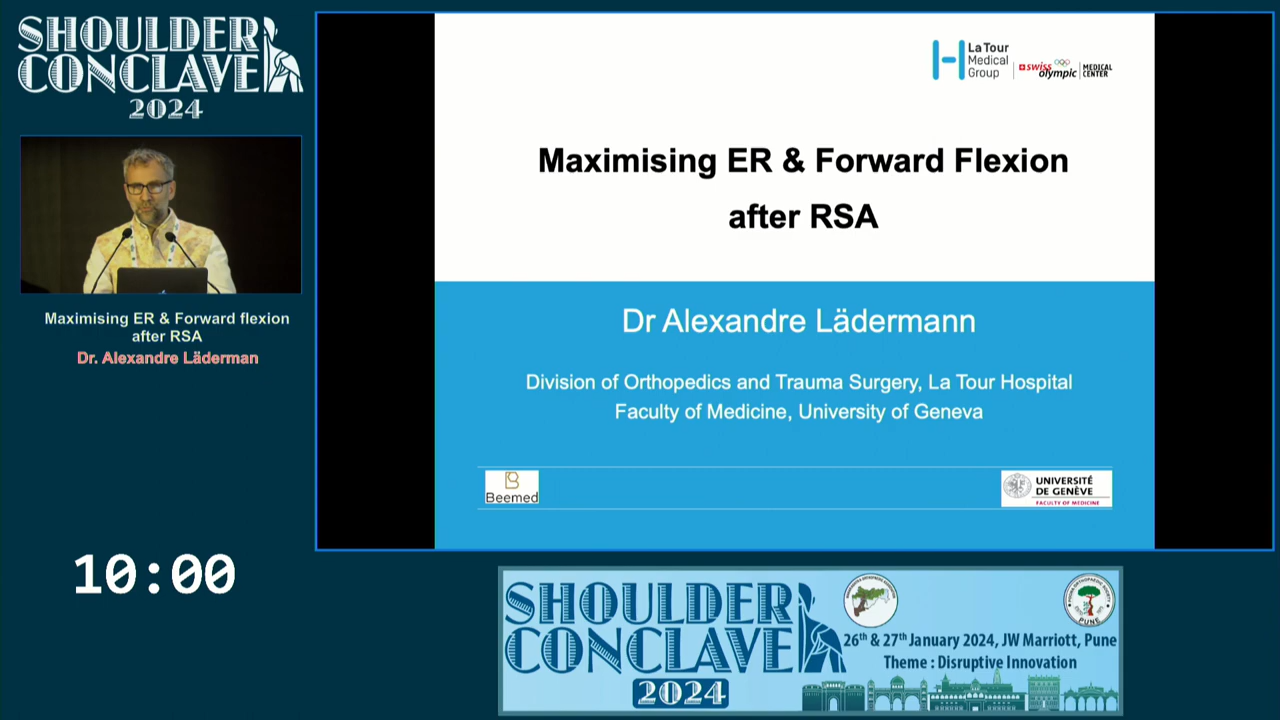 SHOULDER
CONCLAVE
2024
Maximising ER & Forward flexion
after RSA
Dr. Alexandre Läderman
10:00
La Tour
Medical
Group
swiss
olympic
MEDICAL
CENTER
Maximising ER & Forward Flexion
after RSA
Dr Alexandre Lädermann
Division of Orthopedics and Trauma Surgery, La Tour Hospital
Faculty of Medicine, University of Geneva
Beemed
UNIVERSITÉ
DE GENÈVE
FACULTY OF MEDICINE
SHOULDER
CONCLAVE
2024
PUNE
26th & 27th January 2024, JW Marriott, Pune
Theme : Disruptive Innovation